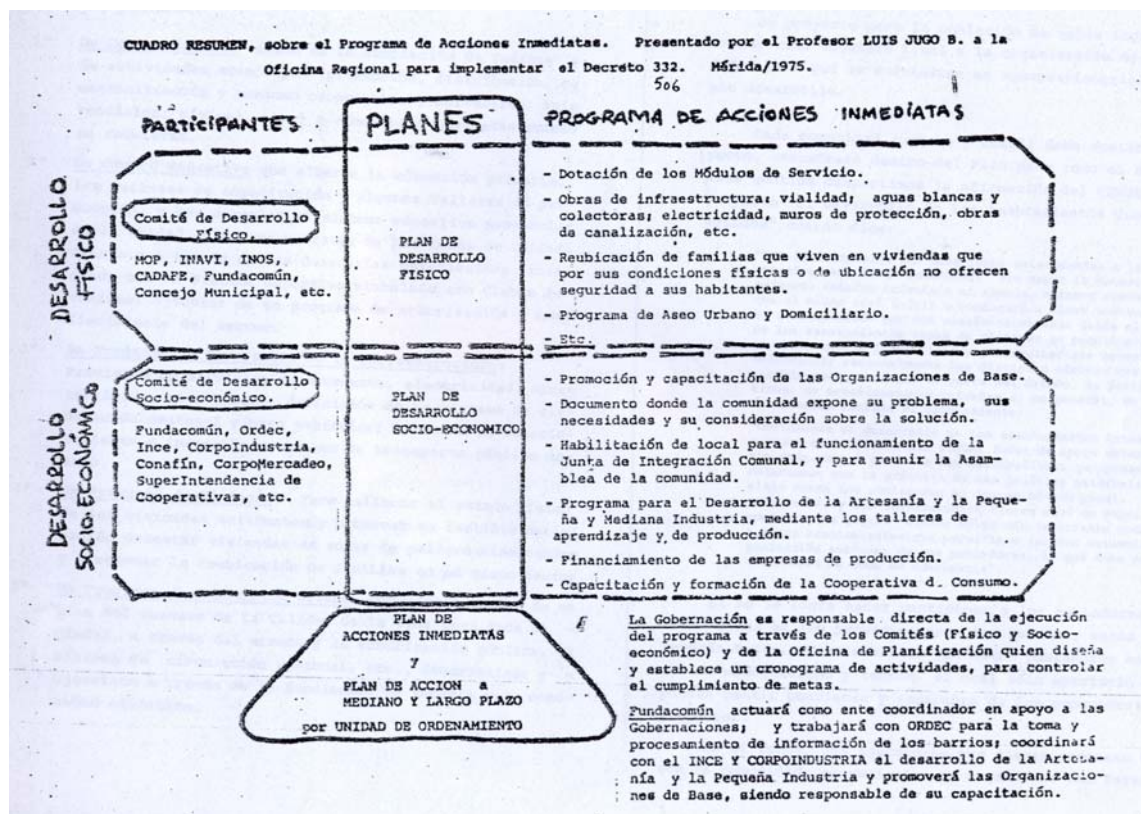 CUADRO RESUMEN, sobre el Programa de Acciones Inmediatas. Presentado por el Profesor LUIS JUGO B. a la
Oficina Regional para implementar el Decreto 332. Mérida/1975.
506
PARTICIPANTES
PLANES
PROGRAMA DE ACCIONES INMEDIATAS
DESARROLLO
FÍSICO
Comité de Desarrollo
Físico.
MOP, INAVI, INOS,
CADAFE, Fundacomún,
Concejo Municipal, etc.
PLAN DE
DESARROLLO
FISICO
- Dotación de los Módulos de Servicio.
- Obras de infraestructura: vialidad; aguas blancas y
colectoras; electricidad, muros de protección, obras
de canalización, etc.
- Reubicación de familias que viven en viviendas que
por sus condiciones físicas o de ubicación no ofrecen
seguridad a sus habitantes.
- Programa de Aseo Urbano y Domiciliario.
- Etc.
DESARROLLO
SOCIO-ECONÓMICO
Comité de Desarrollo
Socio-económico.
Fundacomún, Ordec,
Ince, CorpoIndustria,
Conafín, CorpoMercadeo,
SuperIntendencia de
Cooperativas, etc.
PLAN DE
DESARROLLO
SOCIO-ECONOMICO
- Promoción y capacitación de las Organizaciones de Base.
- Documento donde la comunidad expone su problema, sus
necesidades y su consideración sobre la solución.
- Habilitación de local para el funcionamiento de la
Junta de Integración Comunal, y para reunir la Asam-
blea de la comunidad.
- Programa para el Desarrollo de la Artesanía y la Peque-
ña y Mediana Industria, mediante los talleres de
aprendizaje y de producción.
- Financiamiento de las empresas de Producción.
- Capacitación y formación de la Cooperativa d. Consumo.
PLAN DE
ACCIONES INMEDIATAS
y
PLAN DE ACCION a
MEDIANO Y LARGO PLAZO
por UNIDAD DE ORDENAMIENTO
La Gobernación es responsable directa de la ejecución
del programa a través de los Comités (Físico y Socio-
económico) y de la Oficina de Planificación quien diseña
y establece un cronograma de actividades, para controlar
el cumplimiento de metas.
Fundacomún actuará como ente coordinador en apoyo a las
Gobernaciones; y trabajará con ORDEC para la toma y
procesamiento de información de los barrios; coordinará
con el INCE Y CORPOINDUSTRIA el desarrollo de la Artesa-
nía y la Pequeña Industria y promoverá las Organizacio-
nes de Base, siendo responsable de su capacitación.